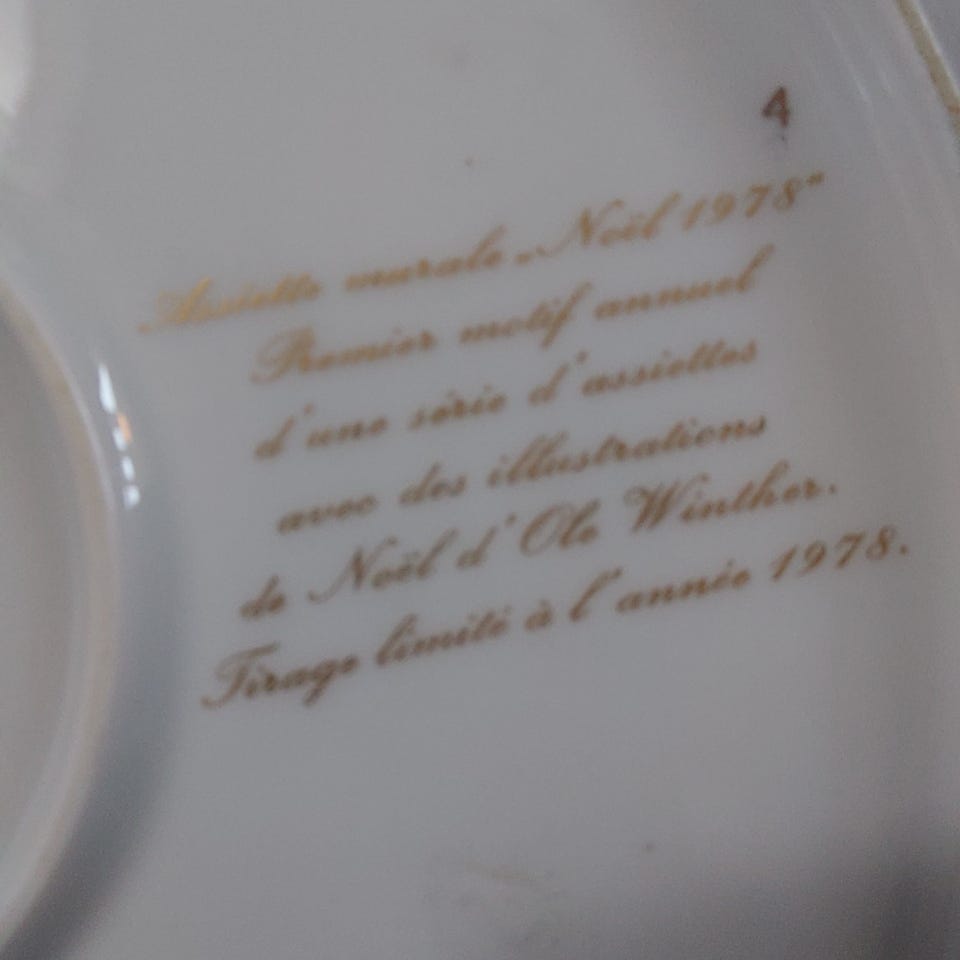 4
Assiette murale „Noël 1978“
Premier motif annuel
d'une série d'assiettes
avec des illustrations
de Noël d'Ole Winther.
Tirage limité à l'année 1978.